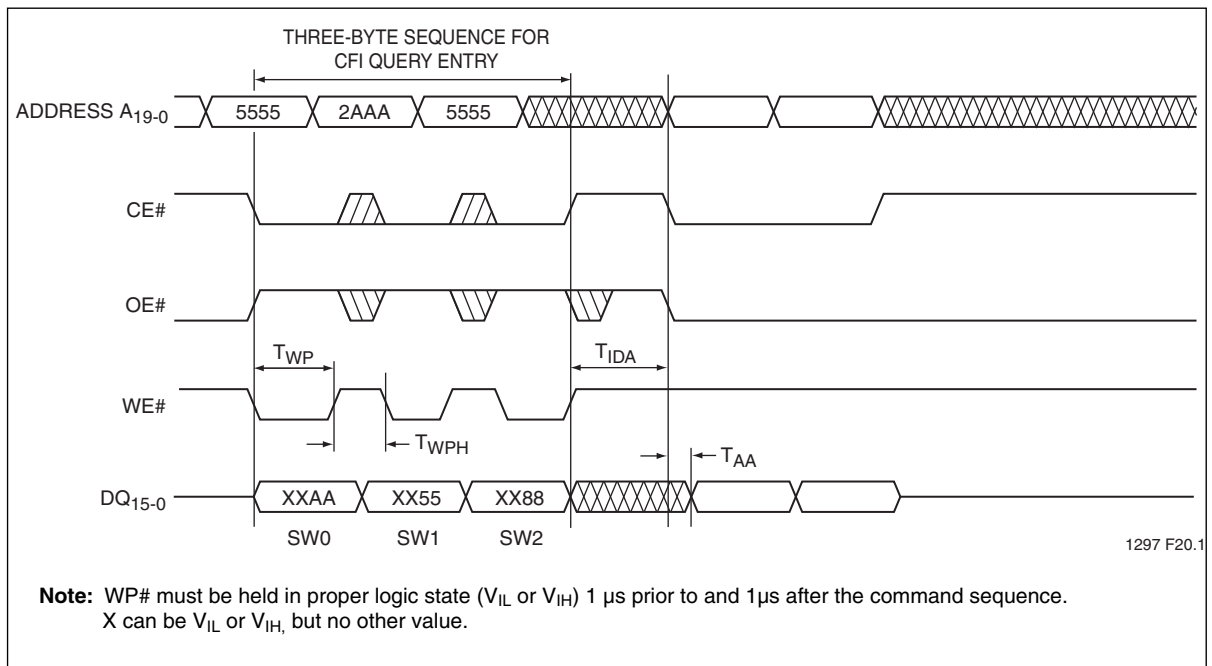 THREE-BYTE SEQUENCE FOR
CFI QUERY ENTRY
ADDRESS A19-0
5555 2AAA 5555
CE#
OE#
TWP TIDA
WE#
TWPH
TAA
DQ15-0
XXAA XX55 XX88
SW0 SW1 SW2
1297 F20.1
Note: WP# must be held in proper logic state (VIL or VIH) 1 µs prior to and 1µs after the command sequence.
X can be VIL or VIH, but no other value.